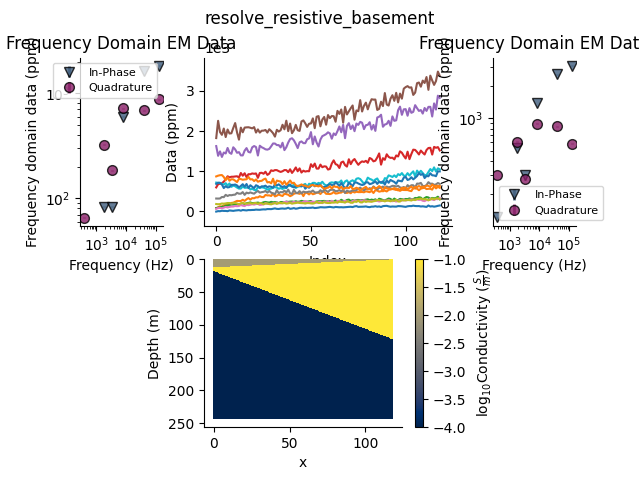 resolve_resistive_basement
Frequency Domain EM Data
Frequency domain data (ppm)
In-Phase
Quadrature
10²
10³
10⁴
10⁵
Frequency (Hz)
1e3
Data (ppm)
3
2
1
0
0
50
100
Index
Frequency Domain EM Dat
Frequency domain data (ppm)
10³
In-Phase
Quadrature
10³
10⁴
10⁵
Frequency (Hz)
Depth (m)
0
50
100
150
200
250
0
50
100
x
−1.0
−1.5
−2.0
−2.5
−3.0
−3.5
−4.0
log₁₀Conductivity (S/m)